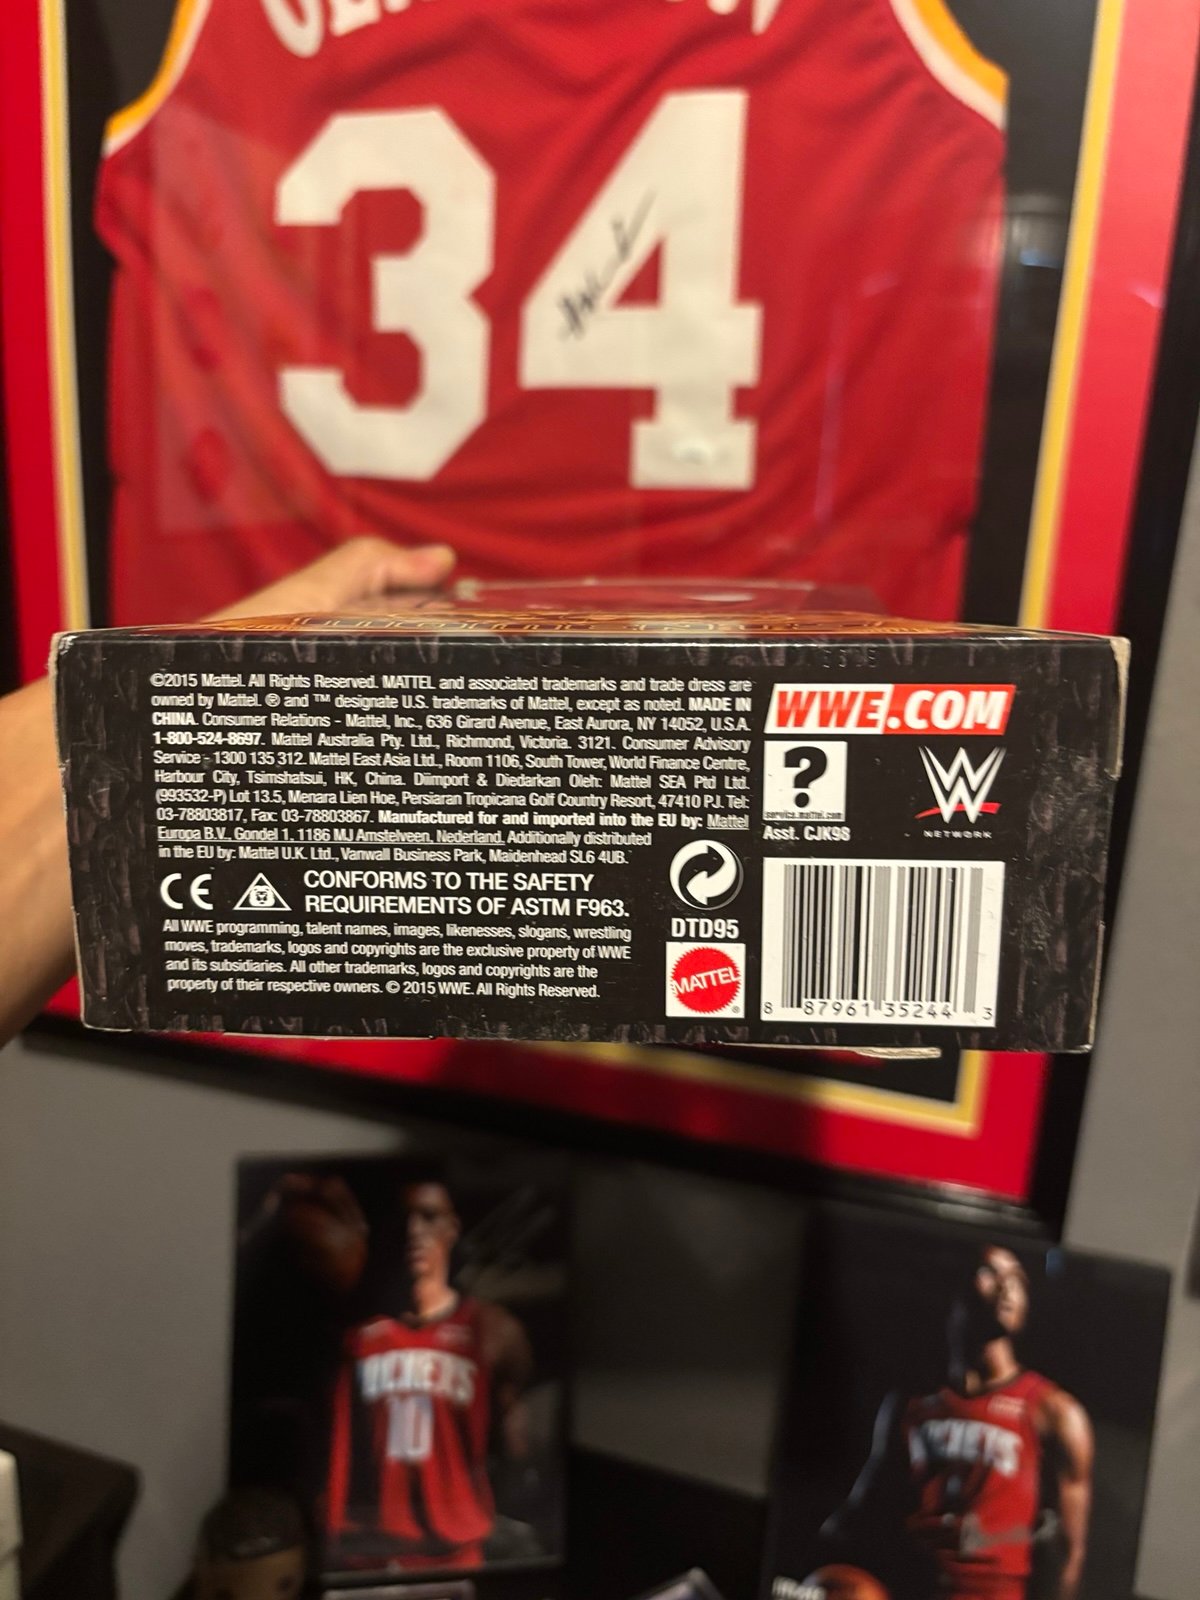 34
©2015 Mattel. All Rights Reserved. MATTEL and associated trademarks and trade dress are
owned by Mattel. ® and ™ designate U.S. trademarks of Mattel, except as noted. MADE IN
CHINA. Consumer Relations - Mattel, Inc., 636 Girard Avenue, East Aurora, NY 14052, U.S.A.
1-800-524-8697. Mattel Australia Pty. Ltd., Richmond, Victoria. 3121. Consumer Advisory
Service - 1300 135 312. Mattel East Asia Ltd., Room 1106, South Tower, World Finance Centre,
Harbour City, Tsimshatsui, HK, China. Diimport & Diedarkan Oleh: Mattel SEA Ptd Ltd.
(993532-P) Lot 13.5, Menara Lien Hoe, Persiaran Tropicana Golf Country Resort, 47410 PJ. Tel:
03-78803817, Fax: 03-78803867. Manufactured for and imported into the EU by: Mattel
Europa B.V., Gondel 1, 1186 MJ Amstelveen, Nederland. Additionally distributed
in the EU by: Mattel U.K. Ltd., Vanwall Business Park, Maidenhead SL6 4UB.
CE
CONFORMS TO THE SAFETY
REQUIREMENTS OF ASTM F963.
All WWE programming, talent names, images, likenesses, slogans, wrestling
moves, trademarks, logos and copyrights are the exclusive property of WWE
and its subsidiaries. All other trademarks, logos and copyrights are the
property of their respective owners. © 2015 WWE. All Rights Reserved.
DTD95
MATTEL®
WWE.COM
?
service.mattel.com
W
NETWORK
Asst. CJK98
8 87961 35244 3
ROCKETS
10
ROCKETS